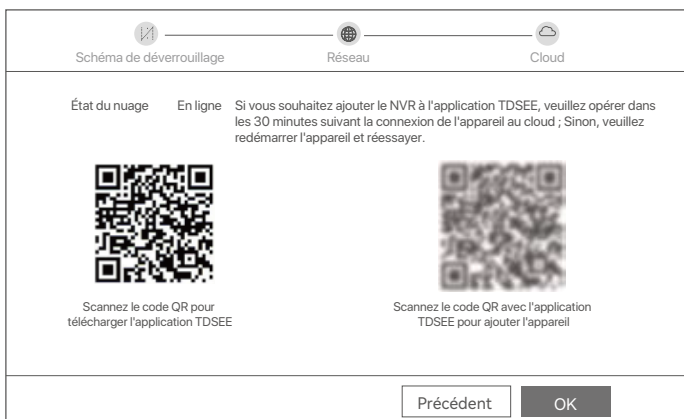 Schéma de déverrouillage
Réseau
Cloud
État du nuage
En ligne
Si vous souhaitez ajouter le NVR à l'application TDSEE, veuillez opérer dans
les 30 minutes suivant la connexion de l'appareil au cloud ; Sinon, veuillez
redémarrer l'appareil et réessayer.
Scannez le code QR pour
télécharger l'application TDSEE
Scannez le code QR avec l'application
TDSEE pour ajouter l'appareil
Précédent
OK